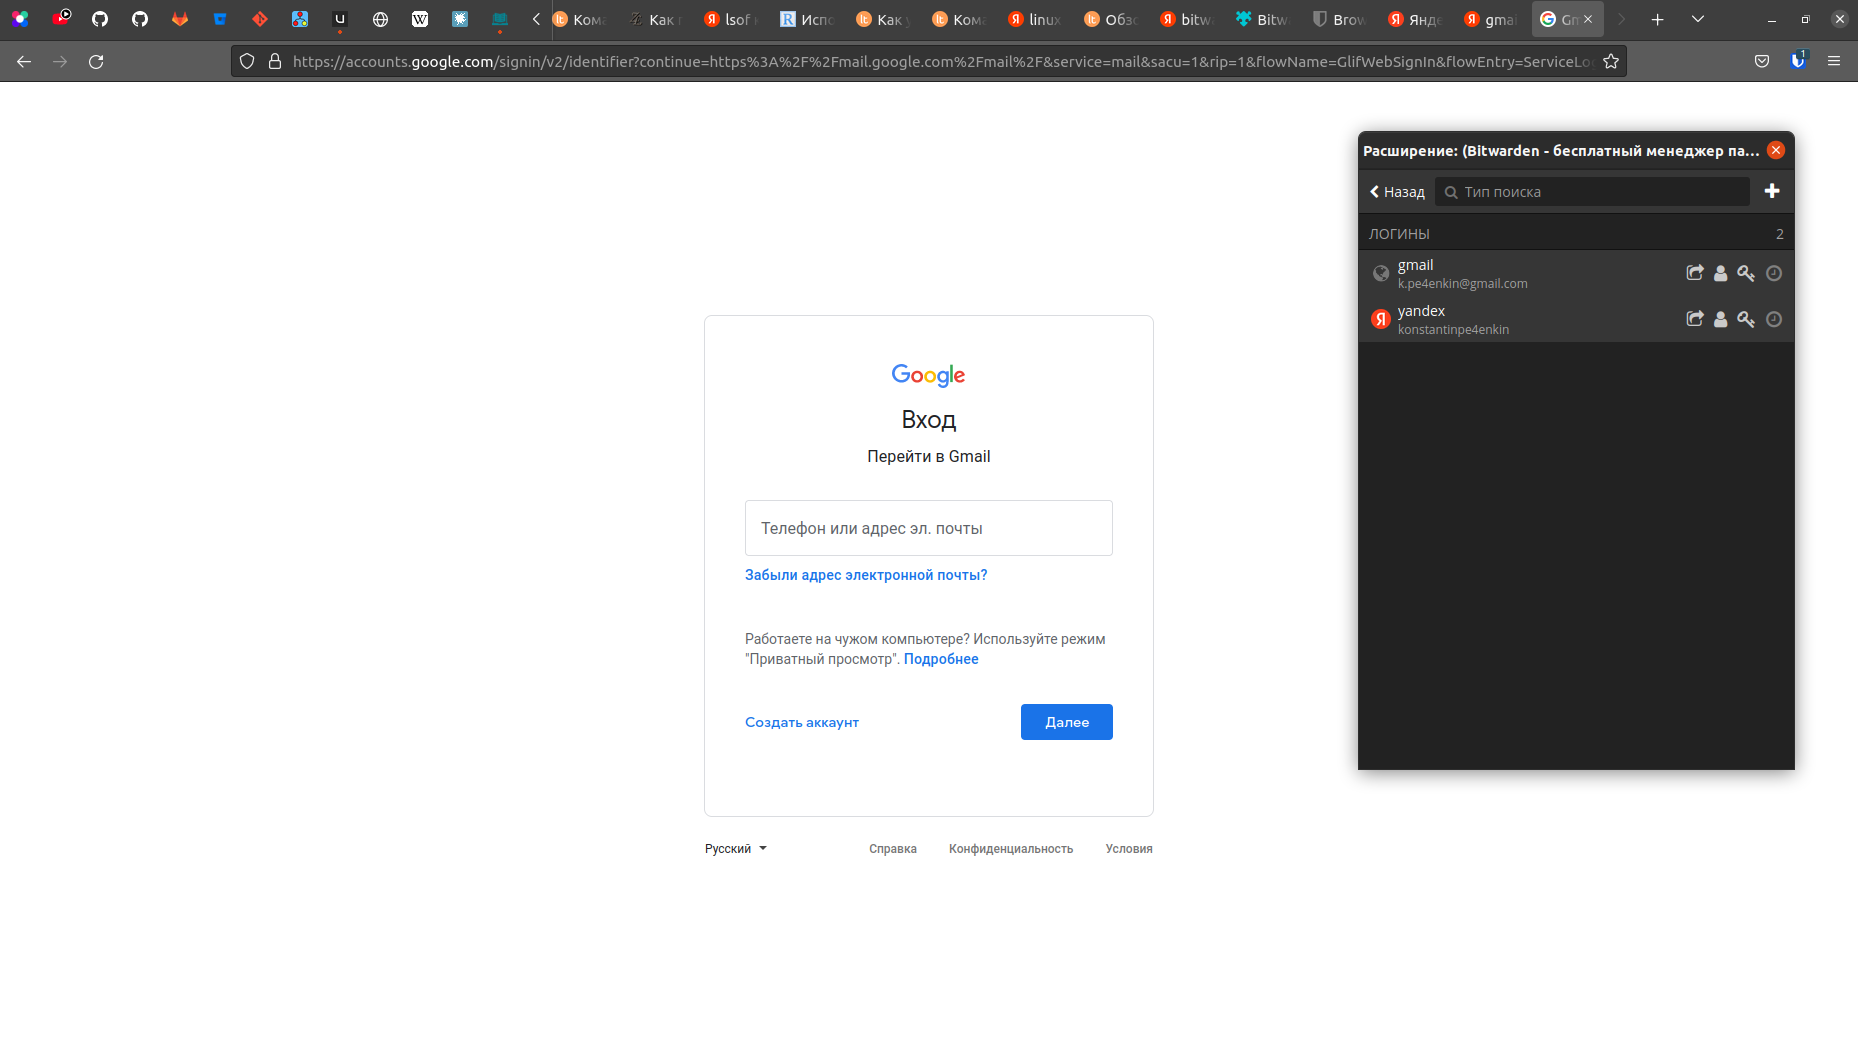 Кома
Как
lsof
Испо
Как у
Кома
linux
Обзо
bitwa
Bitw
Brow
Янде
gmai
Gm
https://accounts.google.com/signin/v2/identifier?continue=https%3A%2F%2Fmail.google.com%2Fmail%2F&service=mail&sacu=1&rip=1&flowName=GlifWebSignIn&flowEntry=ServiceLo
1
Google
Вход
Перейти в Gmail
Телефон или адрес эл. почты
Забыли адрес электронной почты?
Работаете на чужом компьютере? Используйте режим
"Приватный просмотр". Подробнее
Создать аккаунт
Далее
Русский
Справка
Конфиденциальность
Условия
Расширение: (Bitwarden - бесплатный менеджер па...
Назад
Тип поиска
ЛОГИНЫ 2
gmail
k.pe4enkin@gmail.com
yandex
konstantinpe4enkin